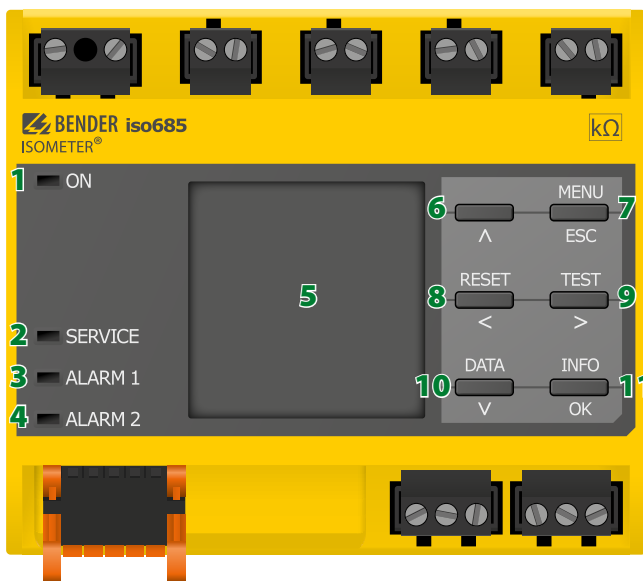 BENDER iso685
kΩ
ISOMETER®
1 ON
MENU
6
7
∧
ESC
5
RESET
TEST
8
9
<
>
2 SERVICE
3 ALARM 1
DATA
INFO
10
11
4 ALARM 2
∨
OK